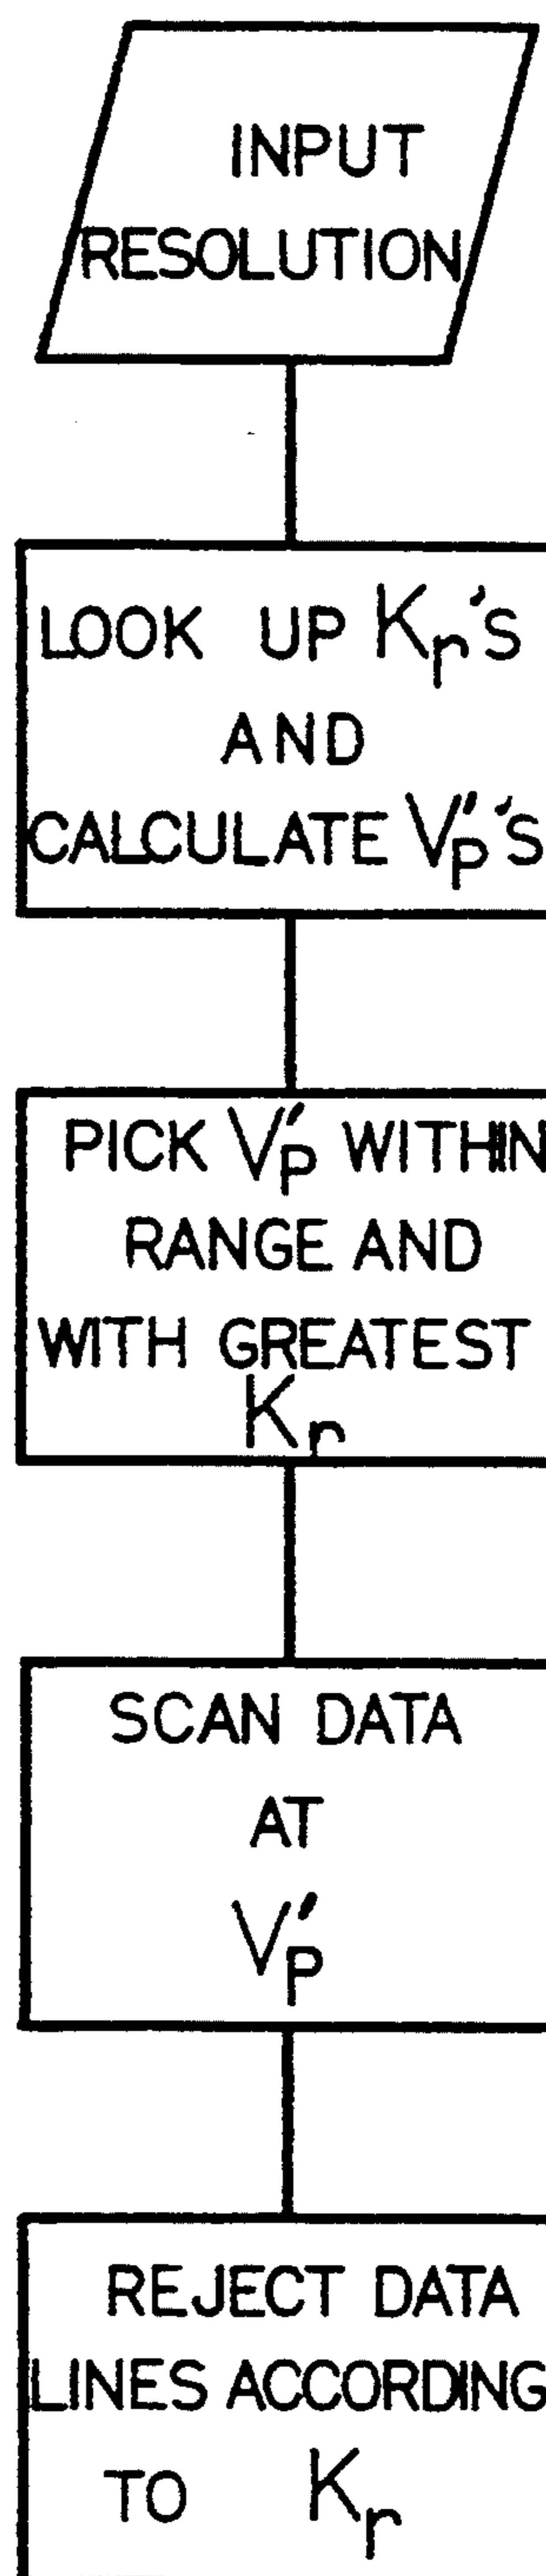 INPUT
RESOLUTION
LOOK UP Kr's
AND
CALCULATE V'p's
PICK V'p WITHIN
RANGE AND
WITH GREATEST
Kr
SCAN DATA
AT
V'p
REJECT DATA
LINES ACCORDING
TO Kr